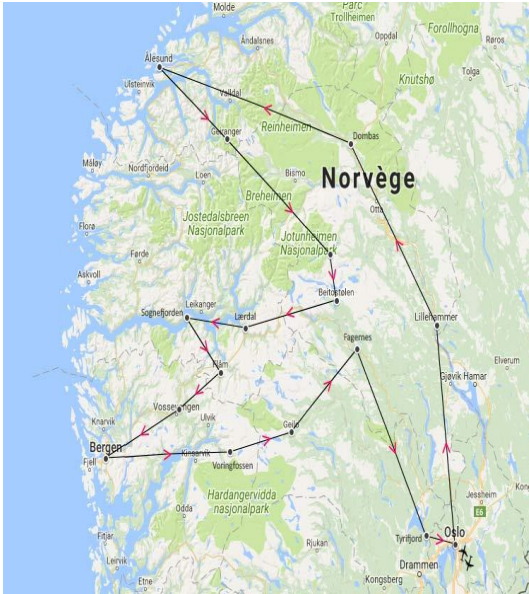 Molde
Parc
Trollheimen
Oppdal
Forollhogna
Åndalsnes
Røros
Ålesund
Tolga
Knutshø
Ulsteinvik
Valldal
Geiranger
Reinheimen
Dombas
Måløy
Nordfjordeid
Loen
Bismo
Norvège
Breheimen
Otta
Jostedalsbreen
Nasjonalpark
Florø
Jotunheimen
Nasjonalpark
Førde
Askvoll
Beitostølen
Leikanger
Sognefjorden
Lærdal
Lillehammer
Fagernes
Elverum
Flåm
Gjøvik Hamar
Vossevangen
Ulvik
Knarvik
Geilo
Bergen
Kinsarvik
Fjell
Voringfossen
Hardangervidda
nasjonalpark
Jessheim
Kon
Odda
E6
Fitjar
Tyrifjord
Oslo
Rjukan
Leirvik
Drammen
Etne
Kongsberg